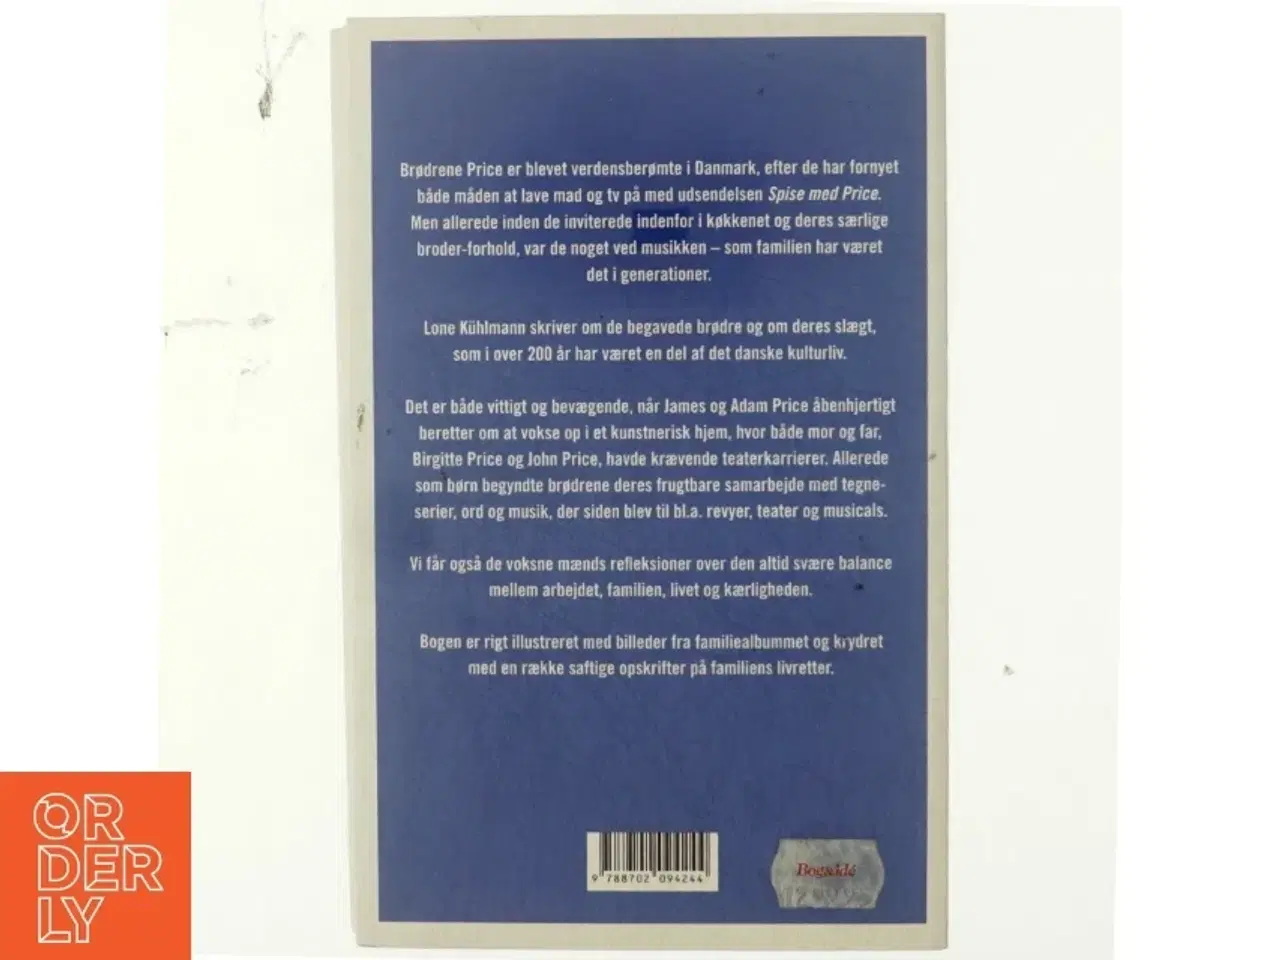 Brødrene Price er blevet verdensberømte i Danmark, efter de har fornyet
både måden at lave mad og tv på med udsendelsen Spise med Price.
Men allerede inden de inviterede indenfor i køkkenet og deres særlige
broder-forhold, var de noget ved musikken – som familien har været
det i generationer.
Lone Kühlmann skriver om de begavede brødre og om deres slægt,
som i over 200 år har været en del af det danske kulturliv.
Det er både vittigt og bevægende, når James og Adam Price åbenhjertigt
beretter om at vokse op i et kunstnerisk hjem, hvor både mor og far,
Birgitte Price og John Price, havde krævende teaterkarrierer. Allerede
som børn begyndte brødrene deres frugtbare samarbejde med tegne-
serier, ord og musik, der siden blev til bl.a. revyer, teater og musicals.
Vi får også de voksne mænds refleksioner over den altid svære balance
mellem arbejdet, familien, livet og kærligheden.
Bogen er rigt illustreret med billeder fra familiealbummet og krydret
med en række saftige opskrifter på familiens livretter.
9 788702 094244
Bog&idé
OR
DER
LY